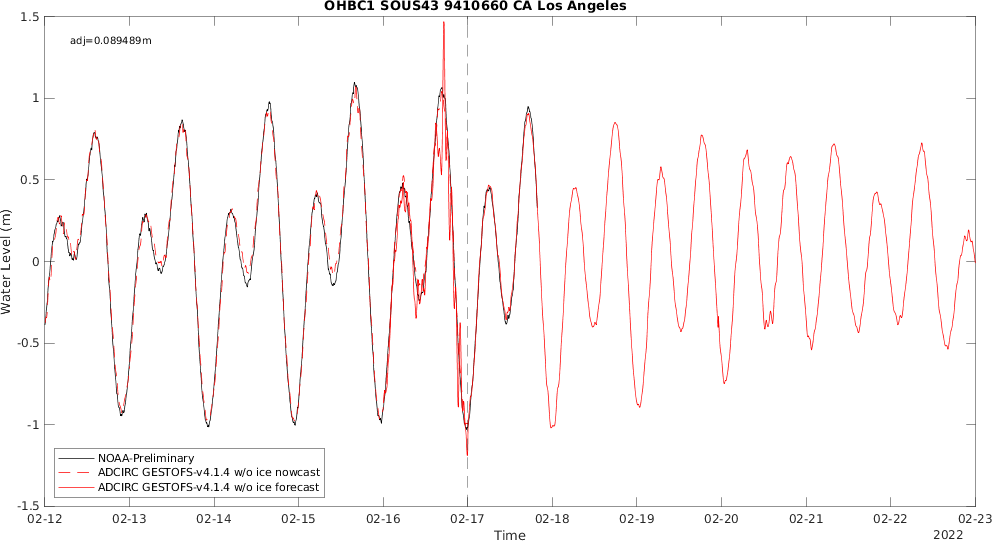 OHBC1 SOUS43 9410660 CA Los Angeles
adj=0.089489m
1.5
1
0.5
0
-0.5
-1
-1.5
Water Level (m)
NOAA-Preliminary
ADCIRC GESTOFS-v4.1.4 w/o ice nowcast
ADCIRC GESTOFS-v4.1.4 w/o ice forecast
02-12 02-13 02-14 02-15 02-16 02-17 02-18 02-19 02-20 02-21 02-22 02-23
Time
2022